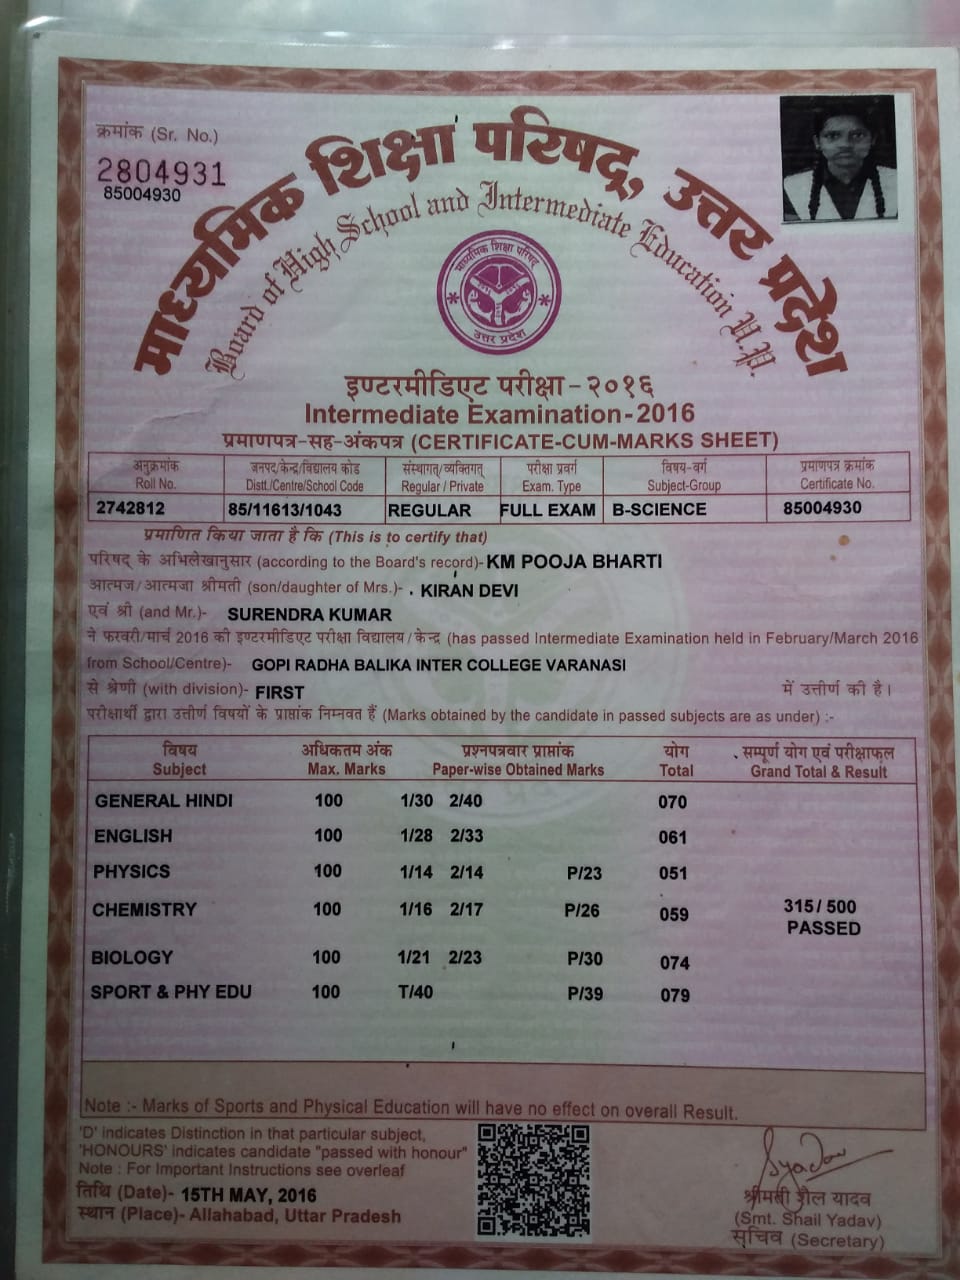 क्रमांक (Sr. No.)
2804931
85004930
माध्यमिक शिक्षा परिषद्, उत्तर प्रदेश
Board of High School and Intermediate Education U.P.
माध्यमिक शिक्षा परिषद्
उत्तर प्रदेश
इण्टरमीडिएट परीक्षा - २०१६
Intermediate Examination - 2016
प्रमाणपत्र-सह-अंकपत्र (CERTIFICATE-CUM-MARKS SHEET)
अनुक्रमांक जनपद/केन्द्र/विद्यालय कोड संस्थागत/व्यक्तिगत परीक्षा प्रवर्ग विषय-वर्ग प्रमाणपत्र क्रमांक
Roll No. Distt./Centre/School Code Regular / Private Exam. Type Subject-Group Certificate No.
2742812 85/11613/1043 REGULAR FULL EXAM B-SCIENCE 85004930
प्रमाणित किया जाता है कि (This is to certify that)
परिषद् के अभिलेखानुसार (according to the Board's record)- KM POOJA BHARTI
आत्मज/आत्मजा श्रीमती (son/daughter of Mrs.)- KIRAN DEVI
एवं श्री (and Mr.)- SURENDRA KUMAR
ने फरवरी/मार्च 2016 की इण्टरमीडिएट परीक्षा विद्यालय/केन्द्र (has passed Intermediate Examination held in February/March 2016
from School/Centre)- GOPI RADHA BALIKA INTER COLLEGE VARANASI
से श्रेणी (with division)- FIRST में उत्तीर्ण की है।
परीक्षार्थी द्वारा उत्तीर्ण विषयों के प्राप्तांक निम्नवत हैं (Marks obtained by the candidate in passed subjects are as under) :-
विषय अधिकतम अंक प्रश्नपत्रवार प्राप्तांक योग सम्पूर्ण योग एवं परीक्षाफल
Subject Max. Marks Paper-wise Obtained Marks Total Grand Total & Result
GENERAL HINDI 100 1/30 2/40 070
ENGLISH 100 1/28 2/33 061
PHYSICS 100 1/14 2/14 P/23 051
CHEMISTRY 100 1/16 2/17 P/26 059 315/ 500
PASSED
BIOLOGY 100 1/21 2/23 P/30 074
SPORT & PHY EDU 100 T/40 P/39 079
Note :- Marks of Sports and Physical Education will have no effect on overall Result.
'D' indicates Distinction in that particular subject,
'HONOURS' indicates candidate "passed with honour"
Note : For Important Instructions see overleaf
तिथि (Date)- 15TH MAY, 2016
स्थान (Place)- Allahabad, Uttar Pradesh
Syadav
श्रीमती शैल यादव
(Smt. Shail Yadav)
सचिव (Secretary)